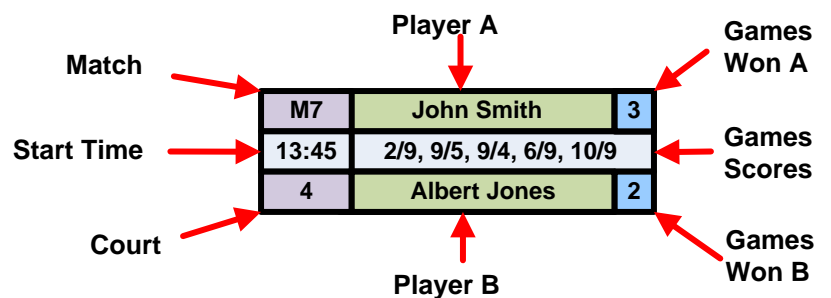 Player A
Games
Won A
Match
M7 John Smith 3
Start Time
13:45 2/9, 9/5, 9/4, 6/9, 10/9
Games
Scores
4 Albert Jones 2
Court
Games
Won B
Player B